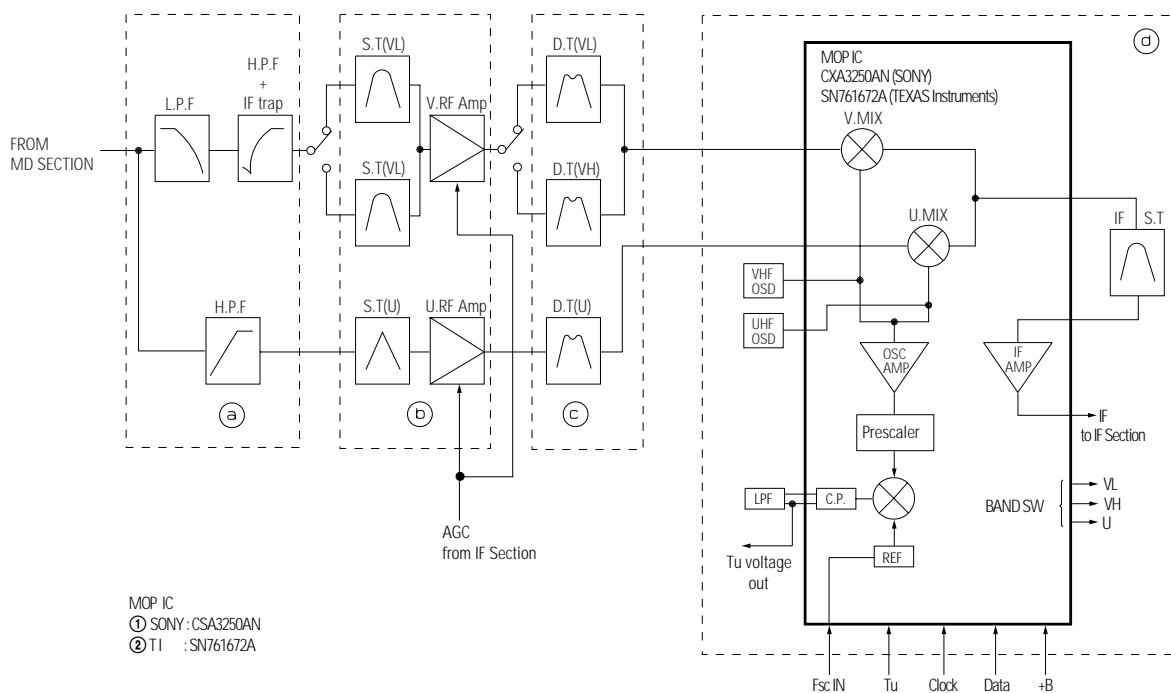 FROM
MD SECTION
L.P.F
H.P.F
+
IF trap
H.P.F
a
S.T(VL)
V.RF Amp
S.T(VL)
S.T(U)
U.RF Amp
b
AGC
from IF Section
D.T(VL)
D.T(VH)
D.T(U)
c
d
MOP IC
CXA3250AN (SONY)
SN761672A (TEXAS Instruments)
V.MIX
U.MIX
VHF
OSD
UHF
OSD
OSC
AMP
IF
AMP
IF S.T
Prescaler
IF
to IF Section
LPF
C.P.
REF
Tu voltage
out
BAND SW
VL
VH
U
Fsc IN
Tu
Clock
Data
+B
MOP IC
① SONY : CSA3250AN
② T I : SN761672A